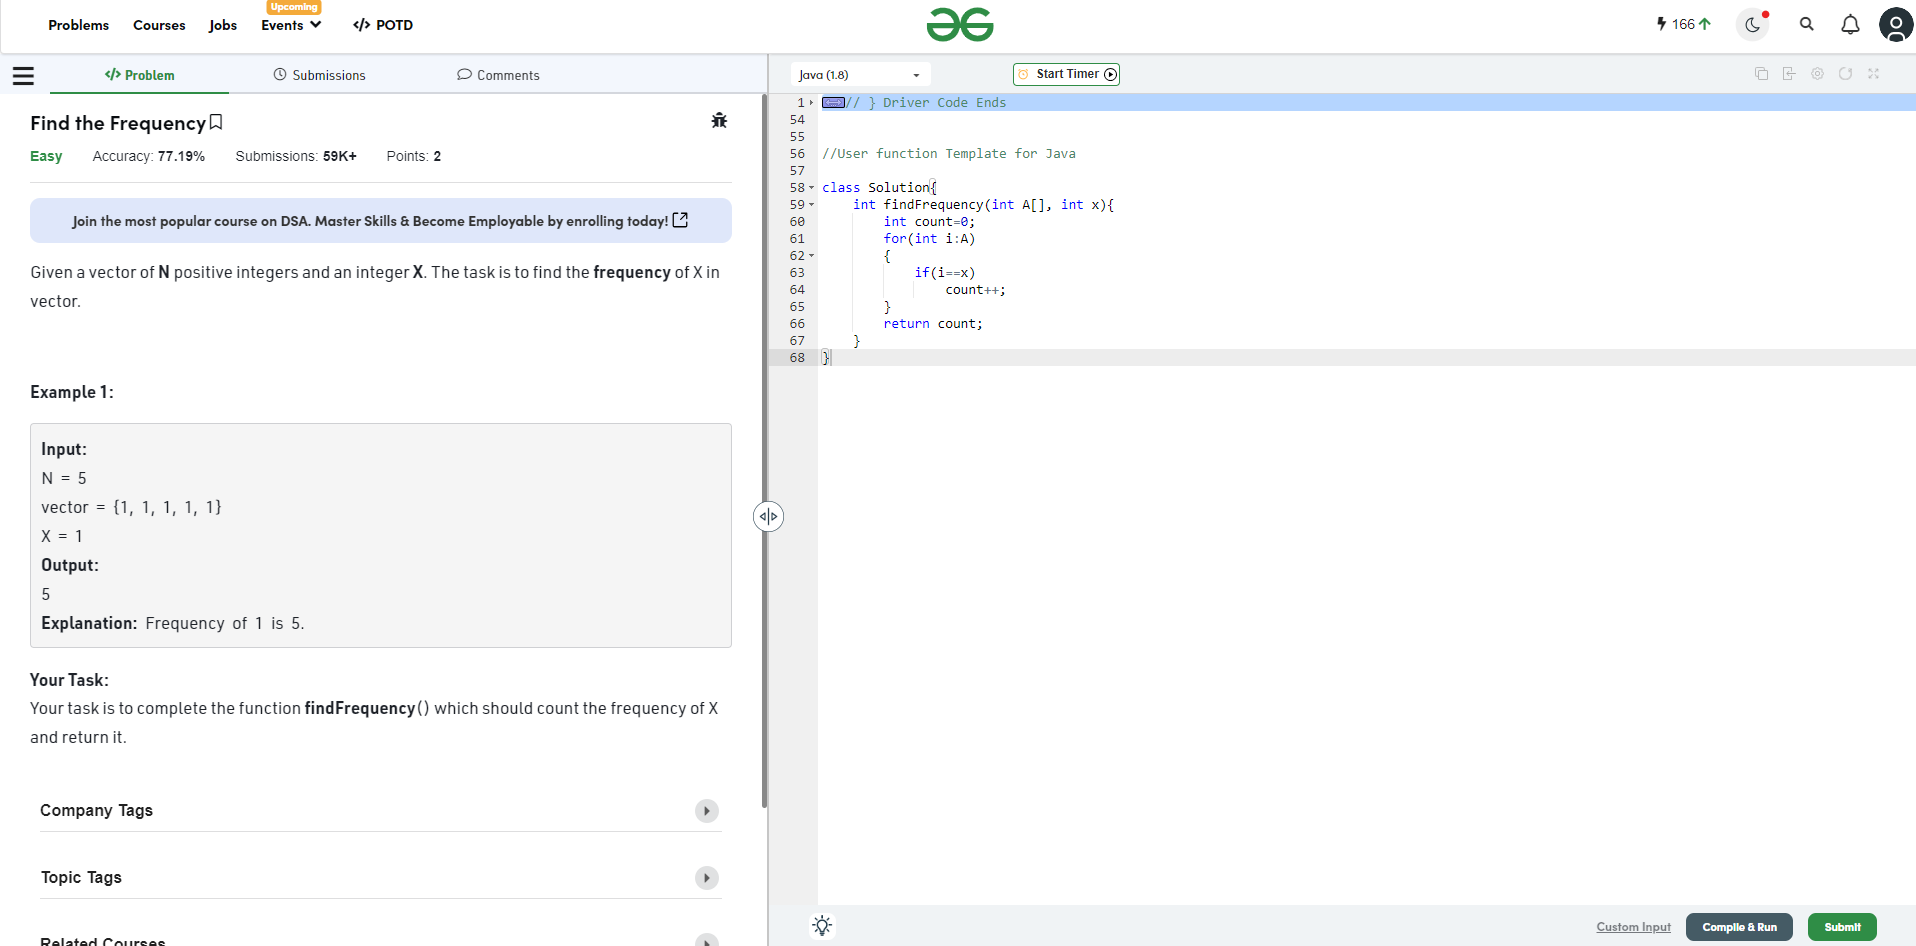 Upcoming
Problems Courses Jobs Events </> POTD
166
</> Problem Submissions Comments
Java (1.8) Start Timer
Find the Frequency
Easy Accuracy: 77.19% Submissions: 59K+ Points: 2
Join the most popular course on DSA. Master Skills & Become Employable by enrolling today!
Given a vector of N positive integers and an integer X. The task is to find the frequency of X in
vector.
Example 1:
Input:
N = 5
vector = {1, 1, 1, 1, 1}
X = 1
Output:
5
Explanation: Frequency of 1 is 5.
Your Task:
Your task is to complete the function findFrequency() which should count the frequency of X
and return it.
Company Tags
Topic Tags
Related Courses
1 // } Driver Code Ends
54
55
56 //User function Template for Java
57
58 class Solution{
59 int findFrequency(int A[], int x){
60 int count=0;
61 for(int i:A)
62 {
63 if(i==x)
64 count++;
65 }
66 return count;
67 }
68 }
Custom Input Compile & Run Submit